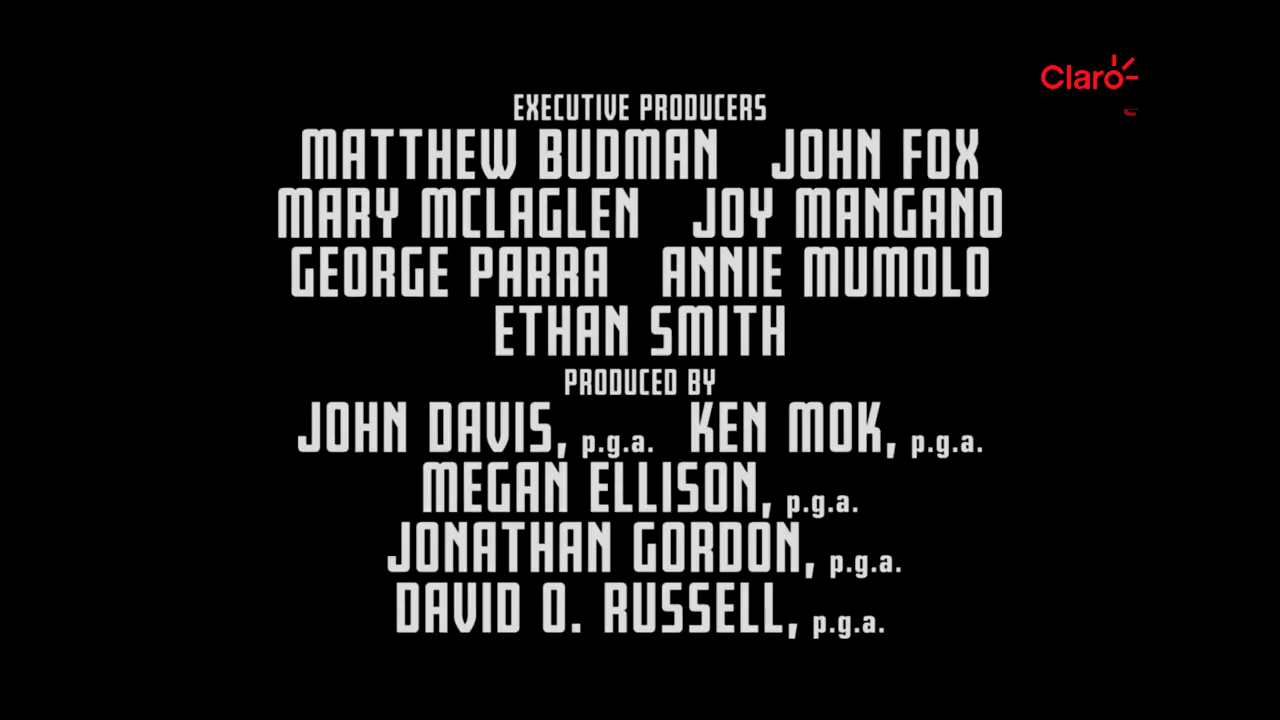 Claro
EXECUTIVE PRODUCERS
MATTHEW BUDMAN JOHN FOX
MARY MCLAGLEN JOY MANGANO
GEORGE PARRA ANNIE MUMOLO
ETHAN SMITH
PRODUCED BY
JOHN DAVIS, p.g.a. KEN MOK, p.g.a.
MEGAN ELLISON, p.g.a.
JONATHAN GORDON, p.g.a.
DAVID O. RUSSELL, p.g.a.